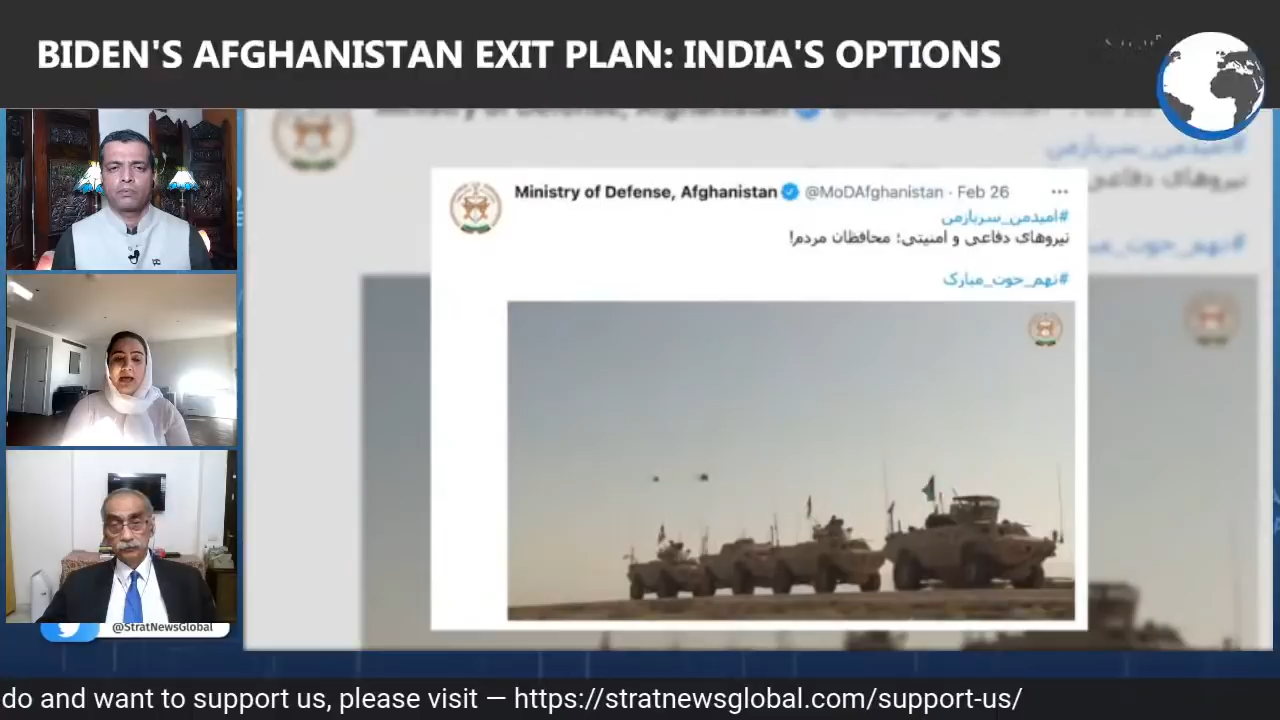 BIDEN'S AFGHANISTAN EXIT PLAN: INDIA'S OPTIONS
Ministry of Defense, Afghanistan @MoDAfghanistan · Feb 26
#امیدمن_سربازمن
نیروهای دفاعی و امنیتی؛ محافظان مردم!
#نهم_حوت_مبارک
@StratNewsGlobal
do and want to support us, please visit — https://stratnewsglobal.com/support-us/